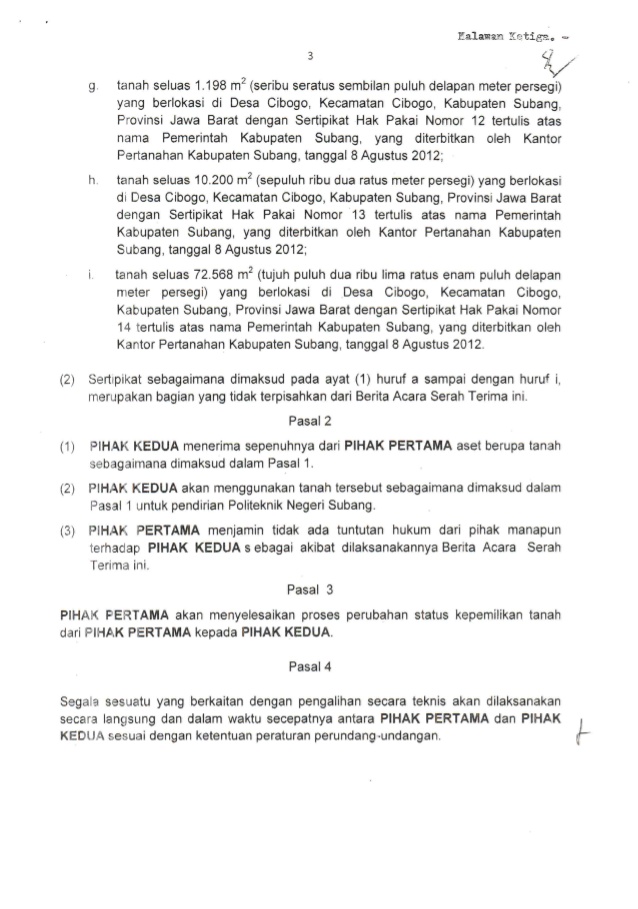 Halaman Ketiga. -
3
g. tanah seluas 1.198 m² (seribu seratus sembilan puluh delapan meter persegi)
yang berlokasi di Desa Cibogo, Kecamatan Cibogo, Kabupaten Subang,
Provinsi Jawa Barat dengan Sertipikat Hak Pakai Nomor 12 tertulis atas
nama Pemerintah Kabupaten Subang, yang diterbitkan oleh Kantor
Pertanahan Kabupaten Subang, tanggal 8 Agustus 2012;
h. tanah seluas 10.200 m² (sepuluh ribu dua ratus meter persegi) yang berlokasi
di Desa Cibogo, Kecamatan Cibogo, Kabupaten Subang, Provinsi Jawa Barat
dengan Sertipikat Hak Pakai Nomor 13 tertulis atas nama Pemerintah
Kabupaten Subang, yang diterbitkan oleh Kantor Pertanahan Kabupaten
Subang, tanggal 8 Agustus 2012;
i. tanah seluas 72.568 m² (tujuh puluh dua ribu lima ratus enam puluh delapan
meter persegi) yang berlokasi di Desa Cibogo, Kecamatan Cibogo,
Kabupaten Subang, Provinsi Jawa Barat dengan Sertipikat Hak Pakai Nomor
14 tertulis atas nama Pemerintah Kabupaten Subang, yang diterbitkan oleh
Kantor Pertanahan Kabupaten Subang, tanggal 8 Agustus 2012.
(2) Sertipikat sebagaimana dimaksud pada ayat (1) huruf a sampai dengan huruf i,
merupakan bagian yang tidak terpisahkan dari Berita Acara Serah Terima ini.
Pasal 2
(1) PIHAK KEDUA menerima sepenuhnya dari PIHAK PERTAMA aset berupa tanah
sebagaimana dimaksud dalam Pasal 1.
(2) PIHAK KEDUA akan menggunakan tanah tersebut sebagaimana dimaksud dalam
Pasal 1 untuk pendirian Politeknik Negeri Subang.
(3) PIHAK PERTAMA menjamin tidak ada tuntutan hukum dari pihak manapun
terhadap PIHAK KEDUA s ebagai akibat dilaksanakannya Berita Acara Serah
Terima ini.
Pasal 3
PIHAK PERTAMA akan menyelesaikan proses perubahan status kepemilikan tanah
dari PIHAK PERTAMA kepada PIHAK KEDUA.
Pasal 4
Segala sesuatu yang berkaitan dengan pengalihan secara teknis akan dilaksanakan
secara langsung dan dalam waktu secepatnya antara PIHAK PERTAMA dan PIHAK
KEDUA sesuai dengan ketentuan peraturan perundang-undangan.